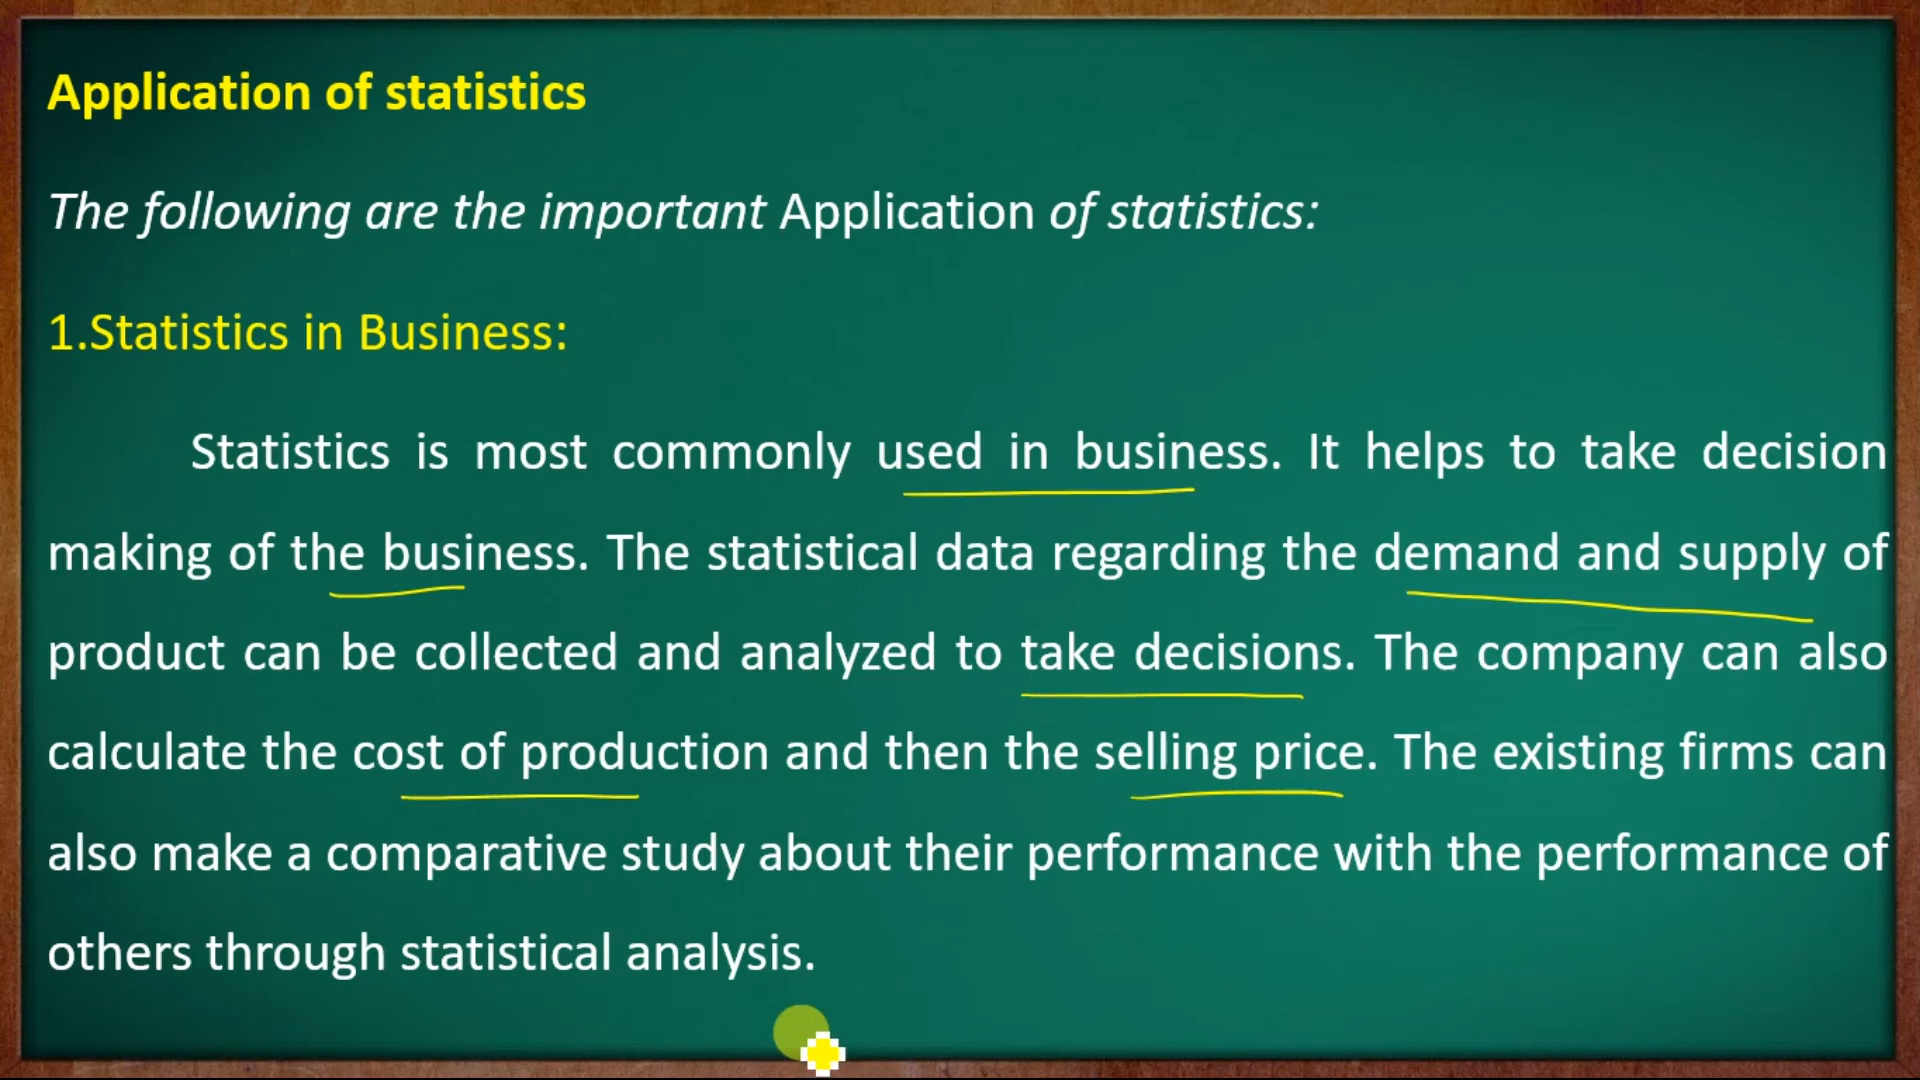 Application of statistics
The following are the important Application of statistics:
1.Statistics in Business:
Statistics is most commonly used in business. It helps to take decision
making of the business. The statistical data regarding the demand and supply of
product can be collected and analyzed to take decisions. The company can also
calculate the cost of production and then the selling price. The existing firms can
also make a comparative study about their performance with the performance of
others through statistical analysis.